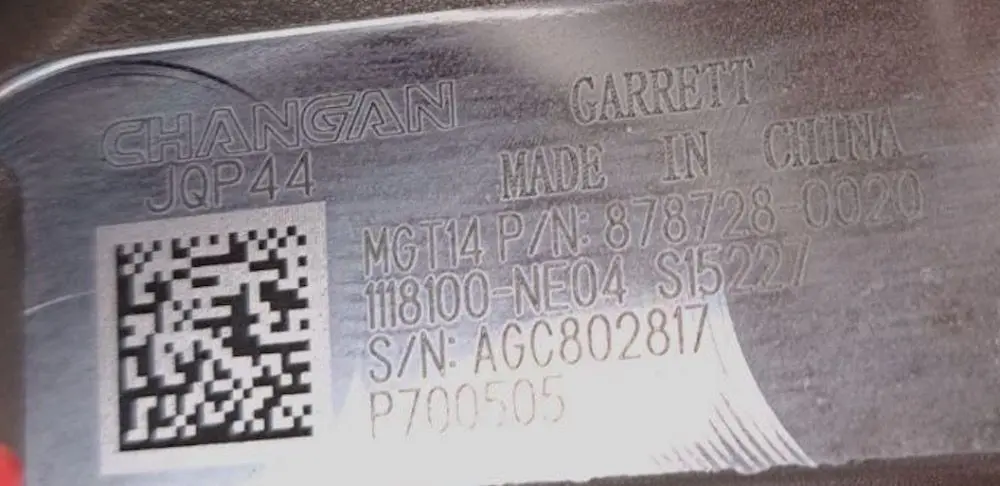 CHANGAN GARRETT
JQP44 MADE IN CHINA
MGT14 P/N: 878728-0020
1118100-NE04 S15227
S/N: AGC802817
P700505